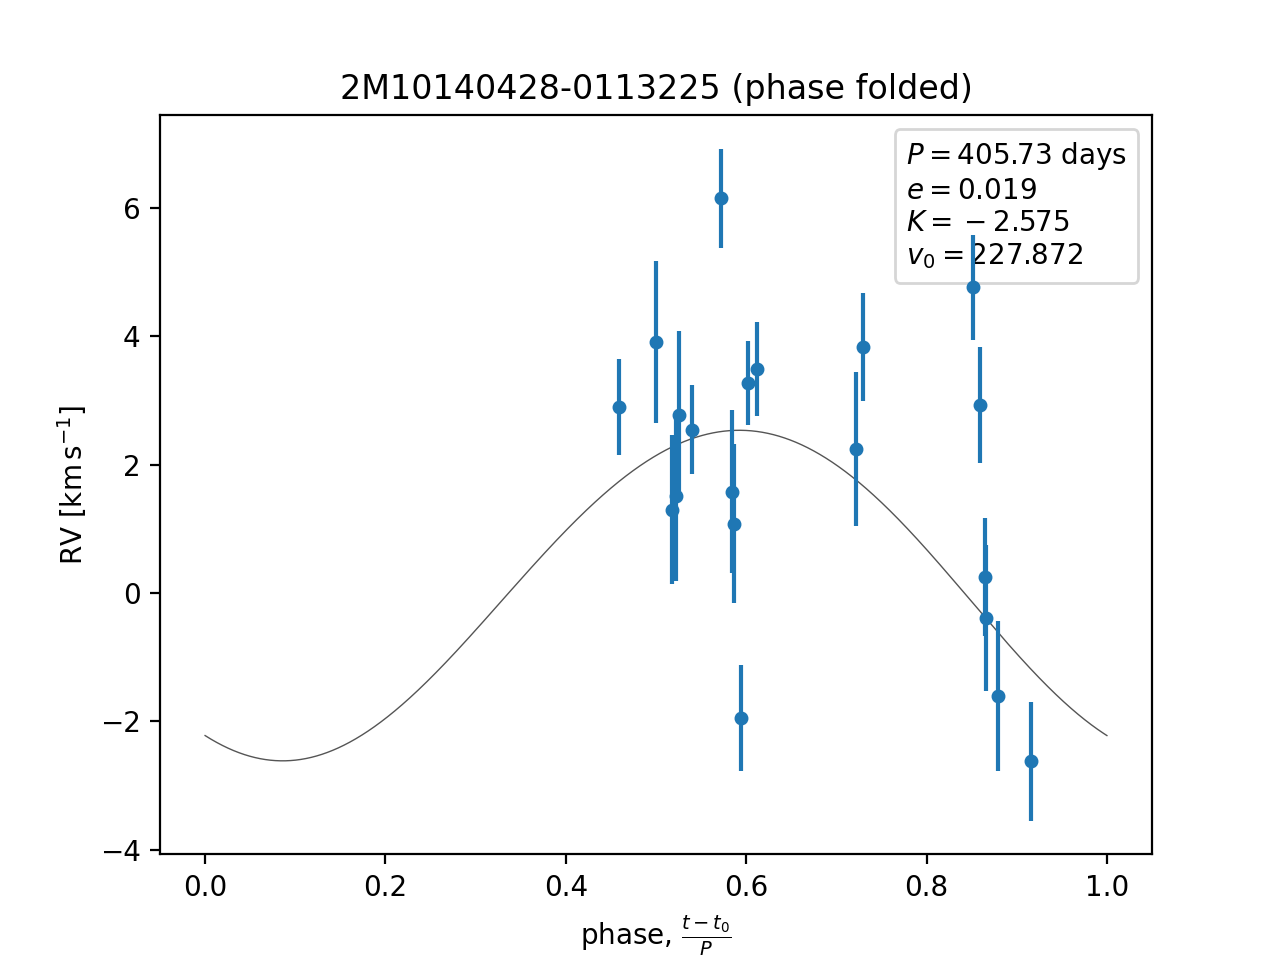 2M10140428-0113225 (phase folded)
P = 405.73 days
e = 0.019
K = −2.575
v₀ = 227.872
6
4
2
0
−2
−4
RV [km s⁻¹]
0.0 0.2 0.4 0.6 0.8 1.0
phase, (t − t₀)/P